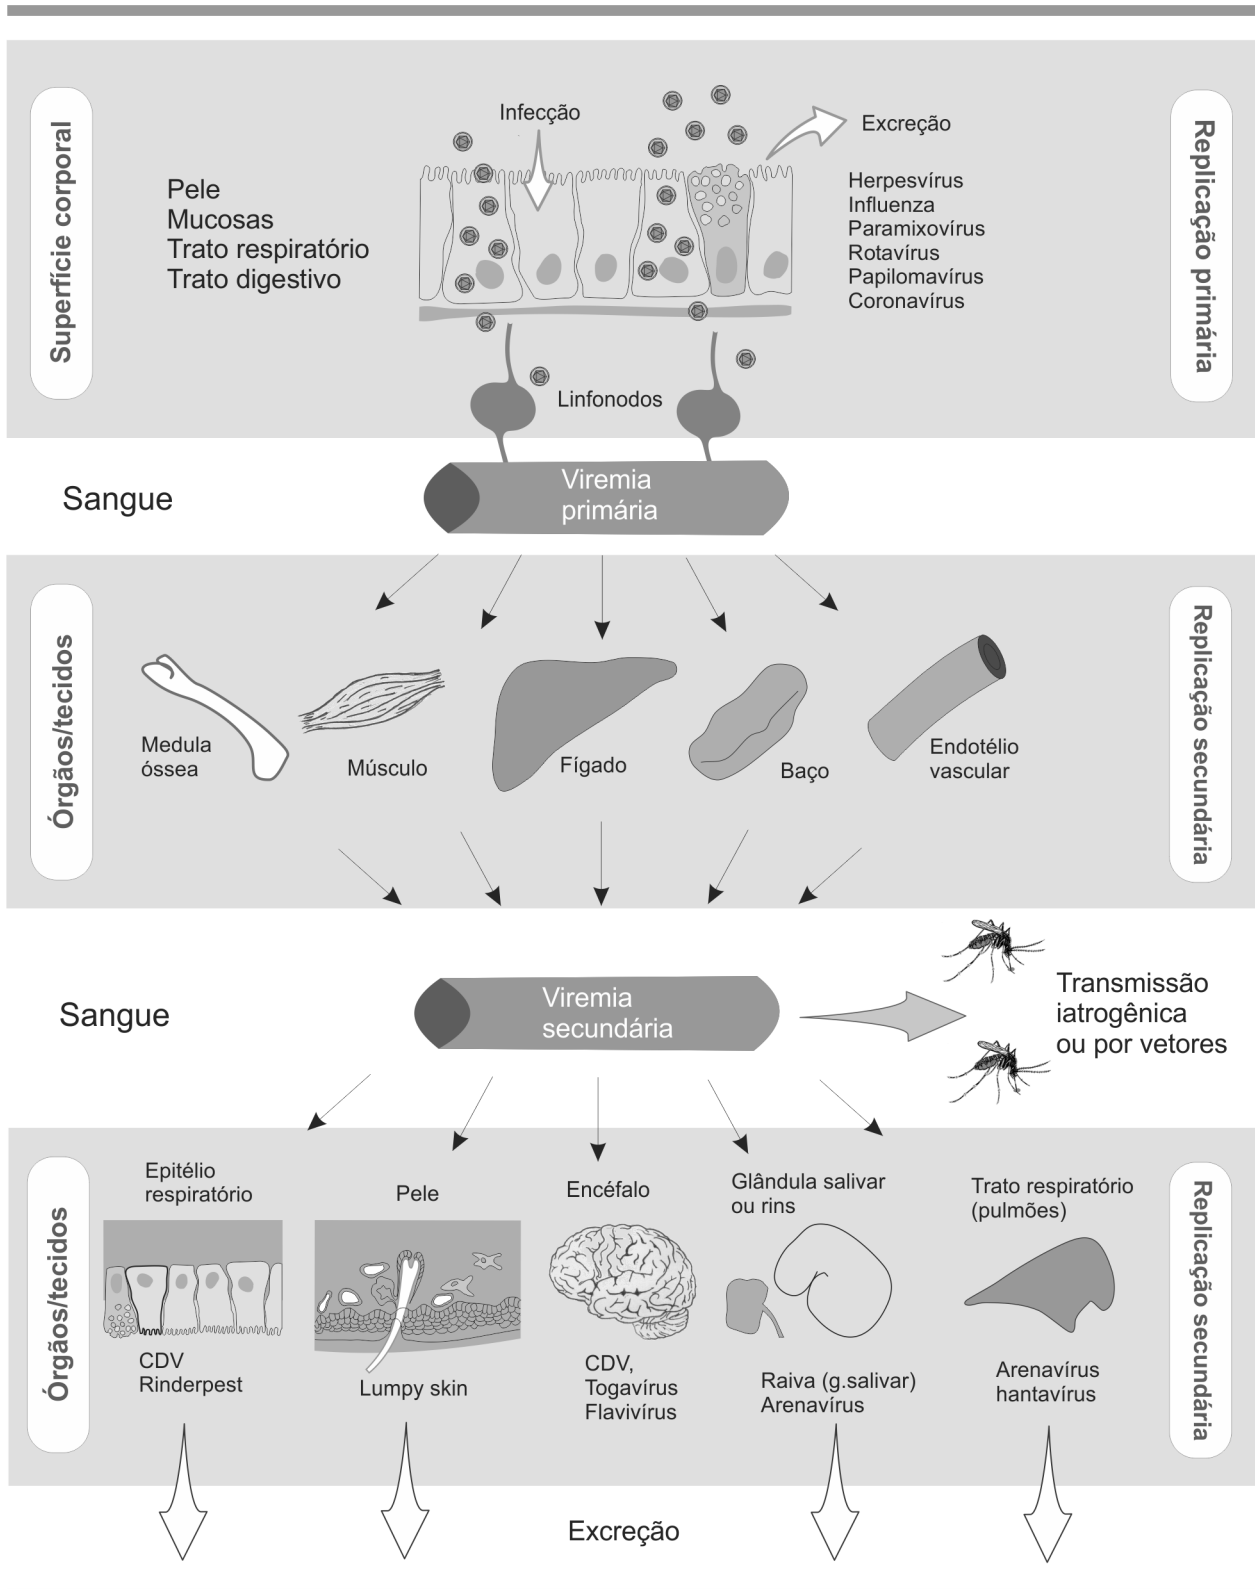 Superfície corporal
Pele
Mucosas
Trato respiratório
Trato digestivo
Infecção
Excreção
Herpesvírus
Influenza
Paramixovírus
Rotavírus
Papilomavírus
Coronavírus
Replicação primária
Linfonodos
Sangue
Viremia
primária
Órgãos/tecidos
Medula
óssea
Músculo
Fígado
Baço
Endotélio
vascular
Replicação secundária
Sangue
Viremia
secundária
Transmissão
iatrogênica
ou por vetores
Órgãos/tecidos
Epitélio
respiratório
CDV
Rinderpest
Pele
Lumpy skin
Encéfalo
CDV,
Togavírus
Flavivírus
Glândula salivar
ou rins
Raiva (g.salivar)
Arenavírus
Trato respiratório
(pulmões)
Arenavírus
hantavírus
Replicação secundária
Excreção